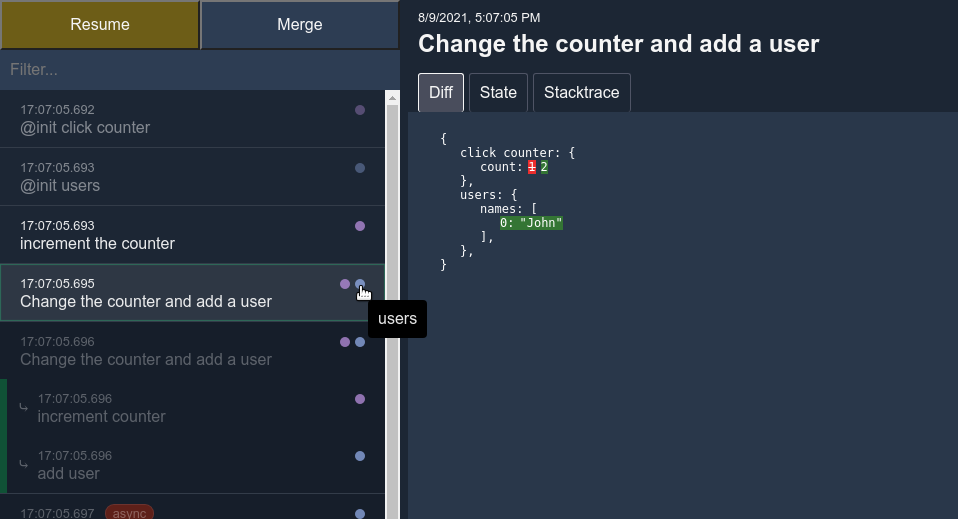 Resume
Merge
Filter...
17:07:05.692
@init click counter
17:07:05.693
@init users
17:07:05.693
increment the counter
17:07:05.695
Change the counter and add a user
users
17:07:05.696
Change the counter and add a user
17:07:05.696
increment counter
17:07:05.696
add user
17:07:05.697 async
8/9/2021, 5:07:05 PM
Change the counter and add a user
Diff State Stacktrace
{
click counter: {
count: 1 2
},
users: {
names: [
0: "John"
],
},
}